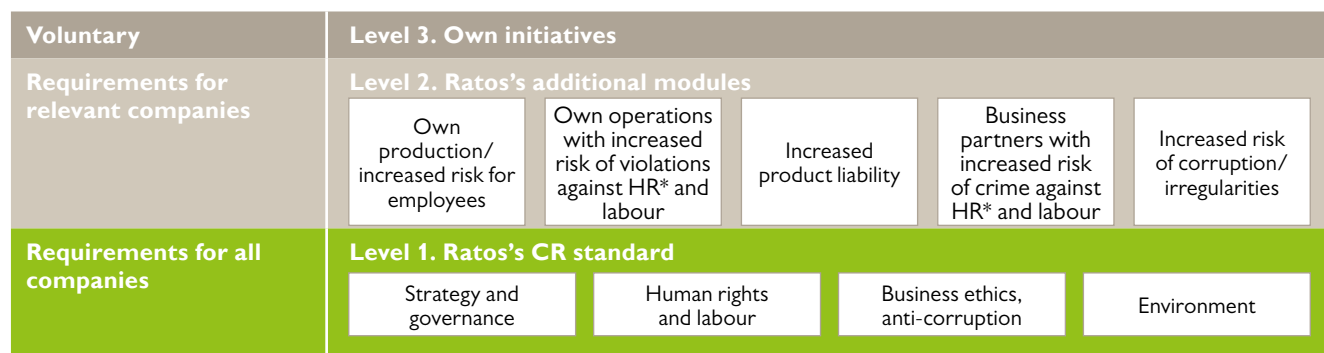 Voluntary
Level 3. Own initiatives
Requirements for
relevant companies
Level 2. Ratos's additional modules
Own
production/
increased risk for
employees
Own operations
with increased
risk of violations
against HR* and
labour
Increased
product liability
Business
partners with
increased risk
of crime against
HR* and labour
Increased risk
of corruption/
irregularities
Requirements for all
companies
Level 1. Ratos's CR standard
Strategy and
governance
Human rights
and labour
Business ethics,
anti-corruption
Environment